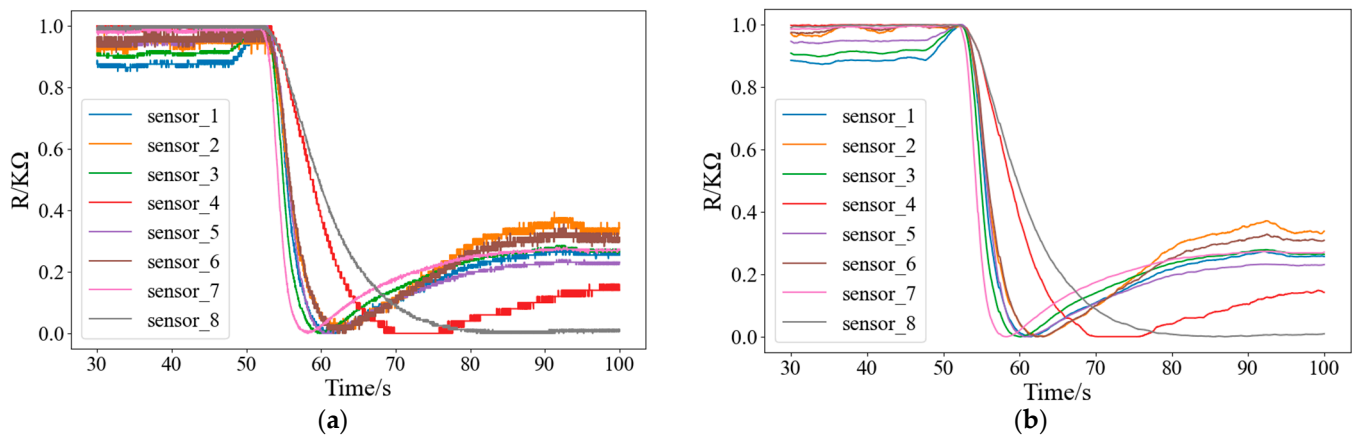 R/KΩ
1.0
0.8
0.6
0.4
0.2
0.0
sensor_1
sensor_2
sensor_3
sensor_4
sensor_5
sensor_6
sensor_7
sensor_8
30 40 50 60 70 80 90 100
Time/s
(a)
R/KΩ
1.0
0.8
0.6
0.4
0.2
0.0
sensor_1
sensor_2
sensor_3
sensor_4
sensor_5
sensor_6
sensor_7
sensor_8
30 40 50 60 70 80 90 100
Time/s
(b)